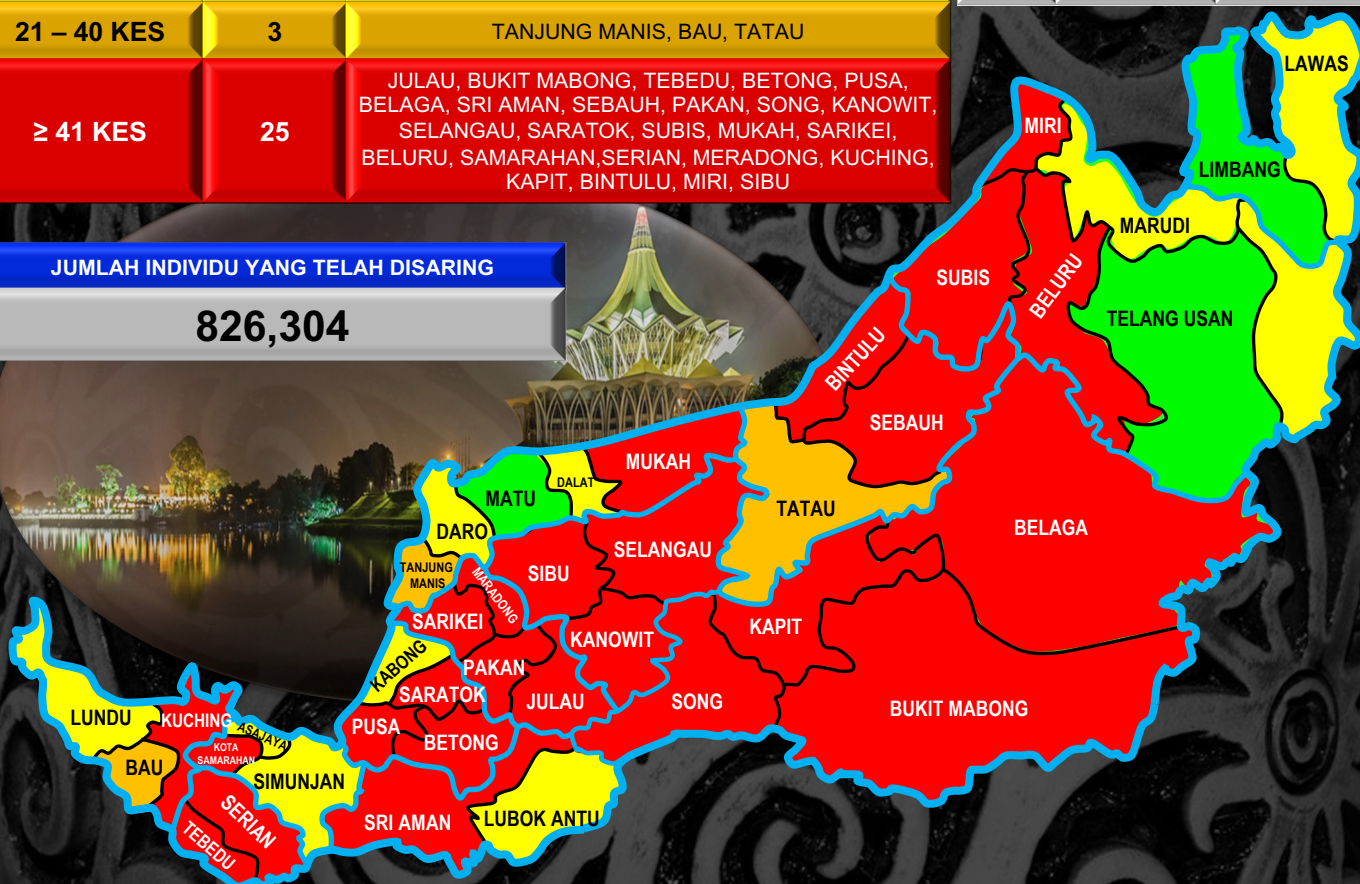 21 – 40 KES
3
TANJUNG MANIS, BAU, TATAU
≥ 41 KES
25
JULAU, BUKIT MABONG, TEBEDU, BETONG, PUSA,
BELAGA, SRI AMAN, SEBAUH, PAKAN, SONG, KANOWIT,
SELANGAU, SARATOK, SUBIS, MUKAH, SARIKEI,
BELURU, SAMARAHAN,SERIAN, MERADONG, KUCHING,
KAPIT, BINTULU, MIRI, SIBU
JUMLAH INDIVIDU YANG TELAH DISARING
826,304
LAWAS
MIRI
LIMBANG
MARUDI
SUBIS
BELURU
TELANG USAN
BINTULU
SEBAUH
MUKAH
DALAT
MATU
TATAU
DARO
BELAGA
SELANGAU
TANJUNG
MANIS
SIBU
MARADONG
SARIKEI
KAPIT
KANOWIT
KABONG
PAKAN
SARATOK
JULAU
SONG
BUKIT MABONG
LUNDU
KUCHING
PUSA
ASAJAYA
BETONG
KOTA
SAMARAHAN
BAU
SIMUNJAN
SERIAN
SRI AMAN
LUBOK ANTU
TEBEDU